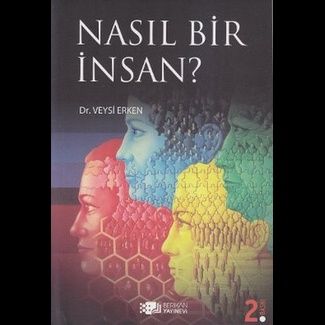 NASIL BİR
İNSAN?
Dr. VEYSİ ERKEN
BERİKAN
YAYINEVİ
2.